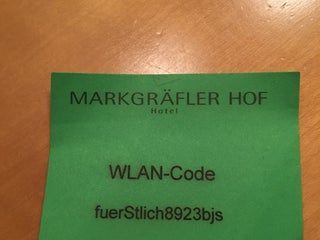 MARKGRÄFLER HOF
Hotel
WLAN-Code
fuerStlich8923bjs